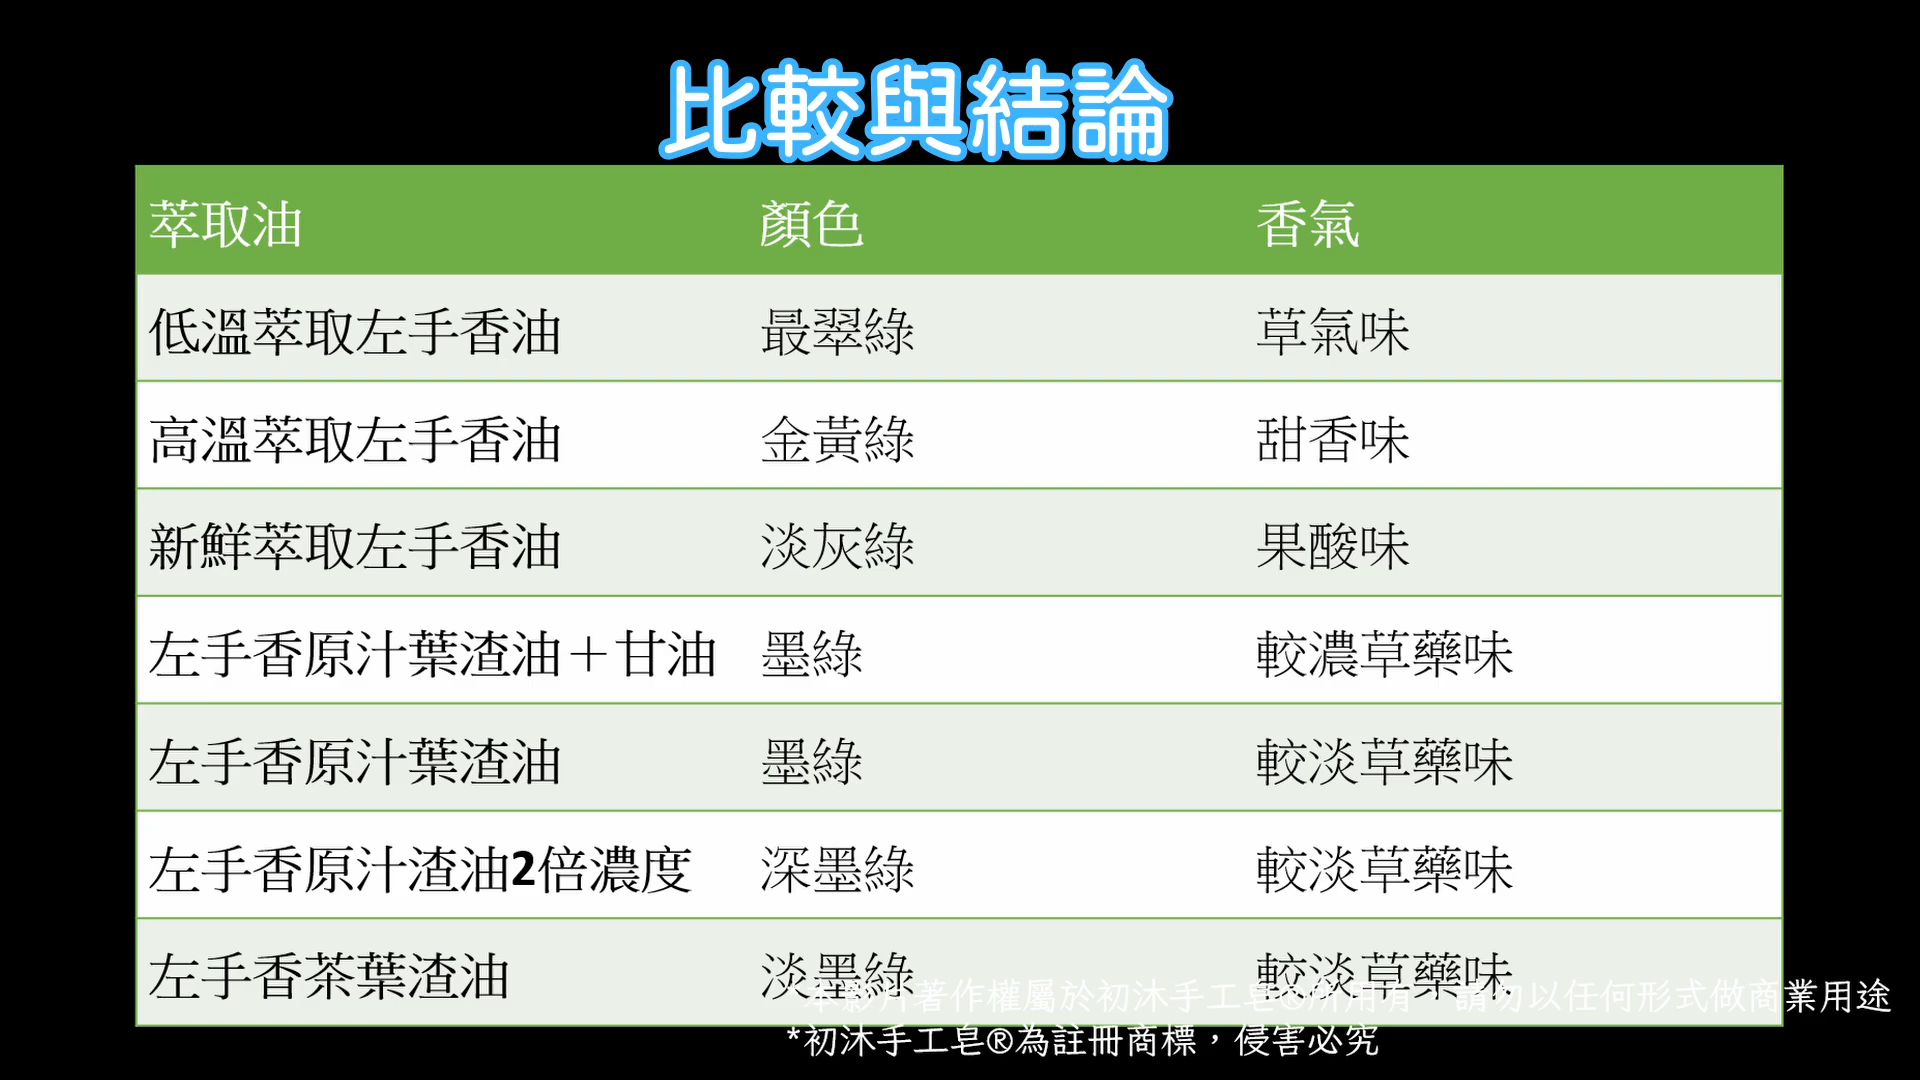 比較與結論
萃取油 顏色 香氣
低溫萃取左手香油 最翠綠 草氣味
高溫萃取左手香油 金黃綠 甜香味
新鮮萃取左手香油 淡灰綠 果酸味
左手香原汁葉渣油＋甘油 墨綠 較濃草藥味
左手香原汁葉渣油 墨綠 較淡草藥味
左手香原汁渣油2倍濃度 深墨綠 較淡草藥味
左手香茶葉渣油 淡墨綠 較淡草藥味
*本影片著作權屬於初沐手工皂®所用有，請勿以任何形式做商業用途
*初沐手工皂®為註冊商標，侵害必究